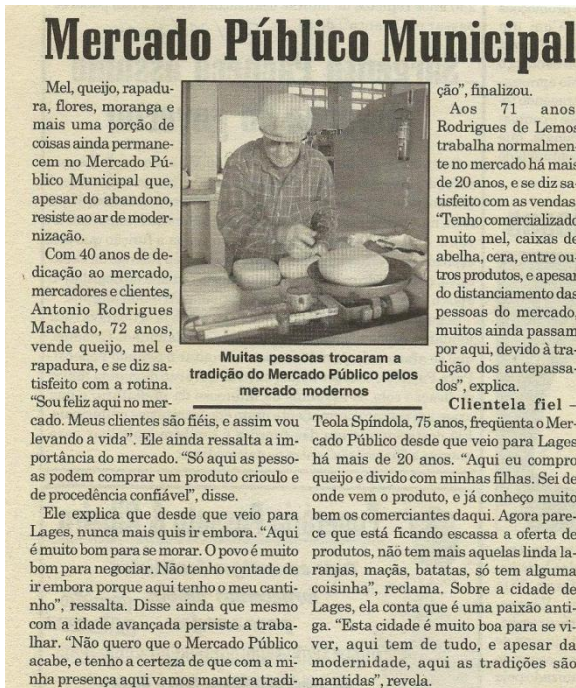 Mercado Público Municipal
Mel, queijo, rapadu-
ra, flores, moranga e
mais uma porção de
coisas ainda permane-
cem no Mercado Pú-
blico Municipal que,
apesar do abandono,
resiste ao ar de moder-
nização.
Com 40 anos de de-
dicação ao mercado,
mercadores e clientes,
Antonio Rodrigues
Machado, 72 anos,
vende queijo, mel e
rapadura, e se diz sa-
tisfeito com a rotina.
“Sou feliz aqui no mer-
cado. Meus clientes são fiéis, e assim vou
levando a vida”. Ele ainda ressalta a im-
portância do mercado. “Só aqui as pesso-
as podem comprar um produto crioulo e
de procedência confiável”, disse.
Ele explica que desde que veio para
Lages, nunca mais quis ir embora. “Aqui
é muito bom para se morar. O povo é muito
bom para negociar. Não tenho vontade de
ir embora porque aqui tenho o meu canti-
nho”, ressalta. Disse ainda que mesmo
com a idade avançada persiste a traba-
lhar. “Não quero que o Mercado Público
acabe, e tenho a certeza de que com a mi-
nha presença aqui vamos manter a tradi-
Muitas pessoas trocaram a
tradição do Mercado Público pelos
mercado modernos
ção”, finalizou.
Aos 71 anos
Rodrigues de Lemos
trabalha normalmen-
te no mercado há mais
de 20 anos, e se diz sa-
tisfeito com as vendas
“Tenho comercializado
muito mel, caixas de
abelha, cera, entre ou-
tros produtos, e apesar
do distanciamento das
pessoas do mercado,
muitos ainda passam
por aqui, devido à tra-
dição dos antepassa-
dos”, explica.
Clientela fiel –
Teola Spíndola, 75 anos, freqüenta o Mer-
cado Público desde que veio para Lages
há mais de 20 anos. “Aqui eu compro
queijo e divido com minhas filhas. Sei de
onde vem o produto, e já conheço muito
bem os comerciantes daqui. Agora pare-
ce que está ficando escassa a oferta de
produtos, não tem mais aquelas linda la-
ranjas, maçãs, batatas, só tem alguma
coisinha”, reclama. Sobre a cidade de
Lages, ela conta que é uma paixão anti-
ga. “Esta cidade é muito boa para se vi-
ver, aqui tem de tudo, e apesar da
modernidade, aqui as tradições são
mantidas”, revela.